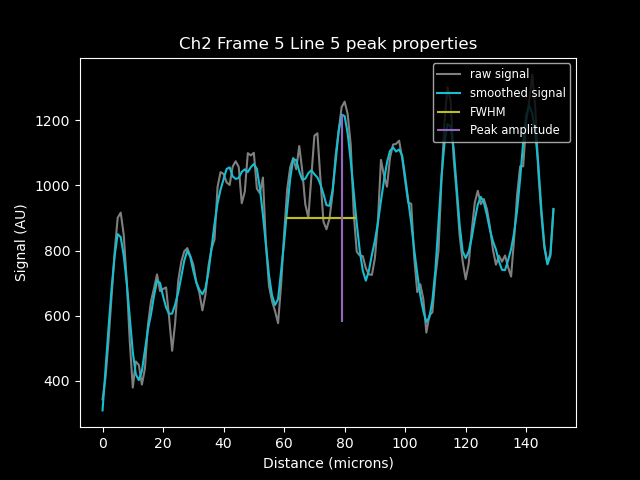 Ch2 Frame 5 Line 5 peak properties
raw signal
smoothed signal
FWHM
Peak amplitude
Signal (AU)
1200
1000
800
600
400
0 20 40 60 80 100 120 140
Distance (microns)